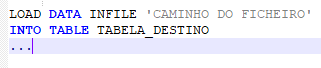 LOAD DATA INFILE 'CAMINHO DO FICHEIRO'
INTO TABLE TABELA_DESTINO
...